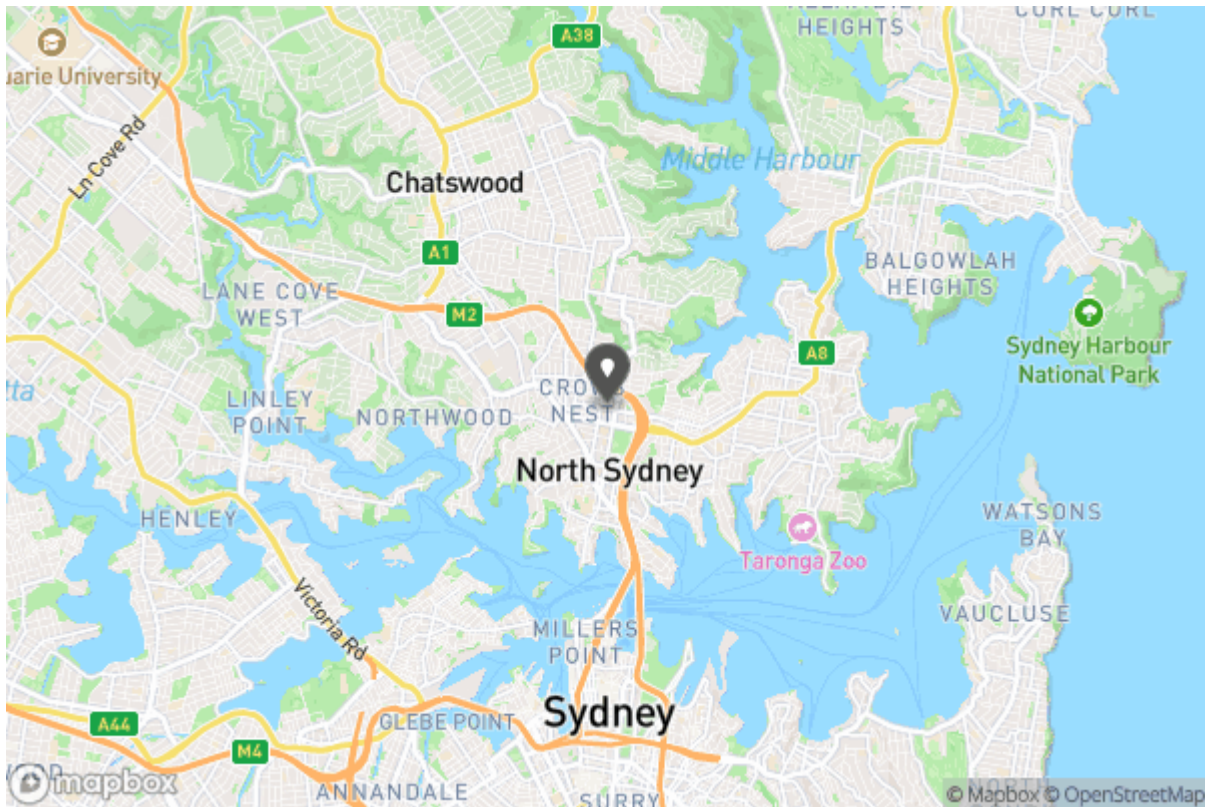 HEIGHTS
CURL CURL
A38
uarie University
Ln Cove Rd
Middle Harbour
Chatswood
A1
BALGOWLAH
HEIGHTS
LANE COVE
WEST
M2
Sydney Harbour
National Park
A8
CROWS
NEST
LINLEY
POINT
NORTHWOOD
North Sydney
HENLEY
WATSONS
BAY
Taronga Zoo
Victoria Rd
VAUCLUSE
MILLERS
POINT
Sydney
GLEBE POINT
A44
M4
mapbox
ANNANDALE
SURRY
© Mapbox © OpenStreetMap